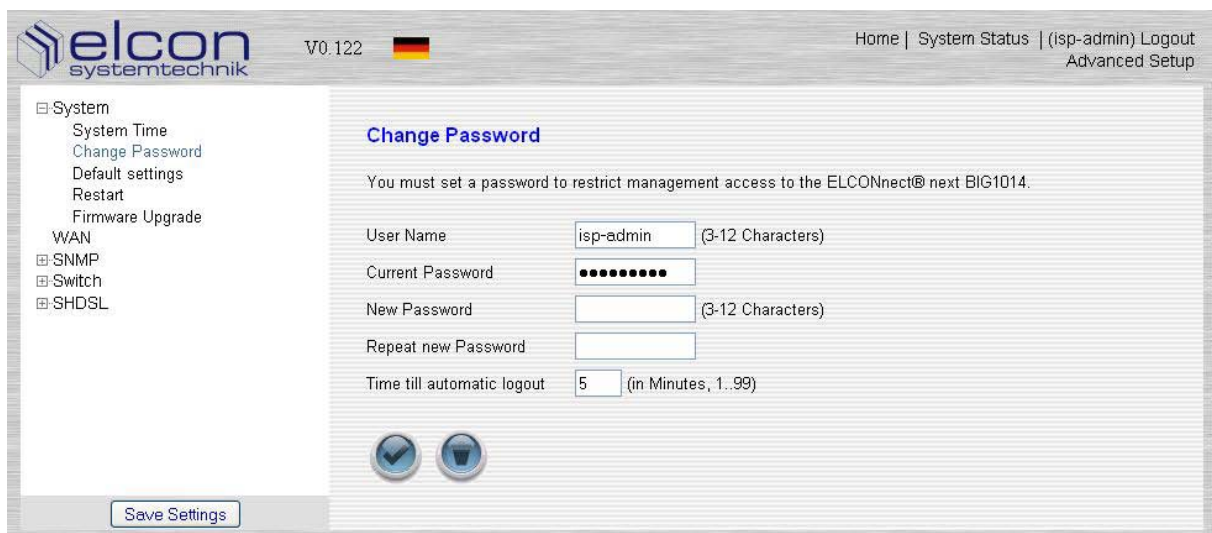 elcon
systemtechnik
V0.122
Home | System Status | (isp-admin) Logout
Advanced Setup
System
System Time
Change Password
Default settings
Restart
Firmware Upgrade
WAN
SNMP
Switch
SHDSL
Save Settings
Change Password
You must set a password to restrict management access to the ELCONnect® next BIG1014.
User Name isp-admin (3-12 Characters)
Current Password •••••••••
New Password (3-12 Characters)
Repeat new Password
Time till automatic logout 5 (in Minutes, 1..99)